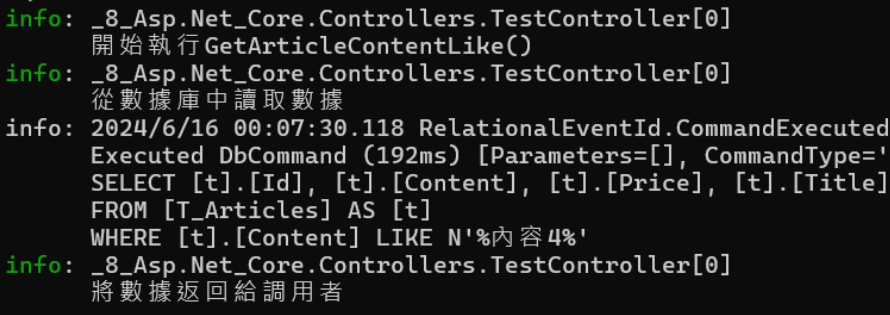 info: _8_Asp.Net_Core.Controllers.TestController[0]
開始執行GetArticleContentLike()
info: _8_Asp.Net_Core.Controllers.TestController[0]
從數據庫中讀取數據
info: 2024/6/16 00:07:30.118 RelationalEventId.CommandExecuted
Executed DbCommand (192ms) [Parameters=[], CommandType='
SELECT [t].[Id], [t].[Content], [t].[Price], [t].[Title]
FROM [T_Articles] AS [t]
WHERE [t].[Content] LIKE N'%內容4%'
info: _8_Asp.Net_Core.Controllers.TestController[0]
將數據返回給調用者